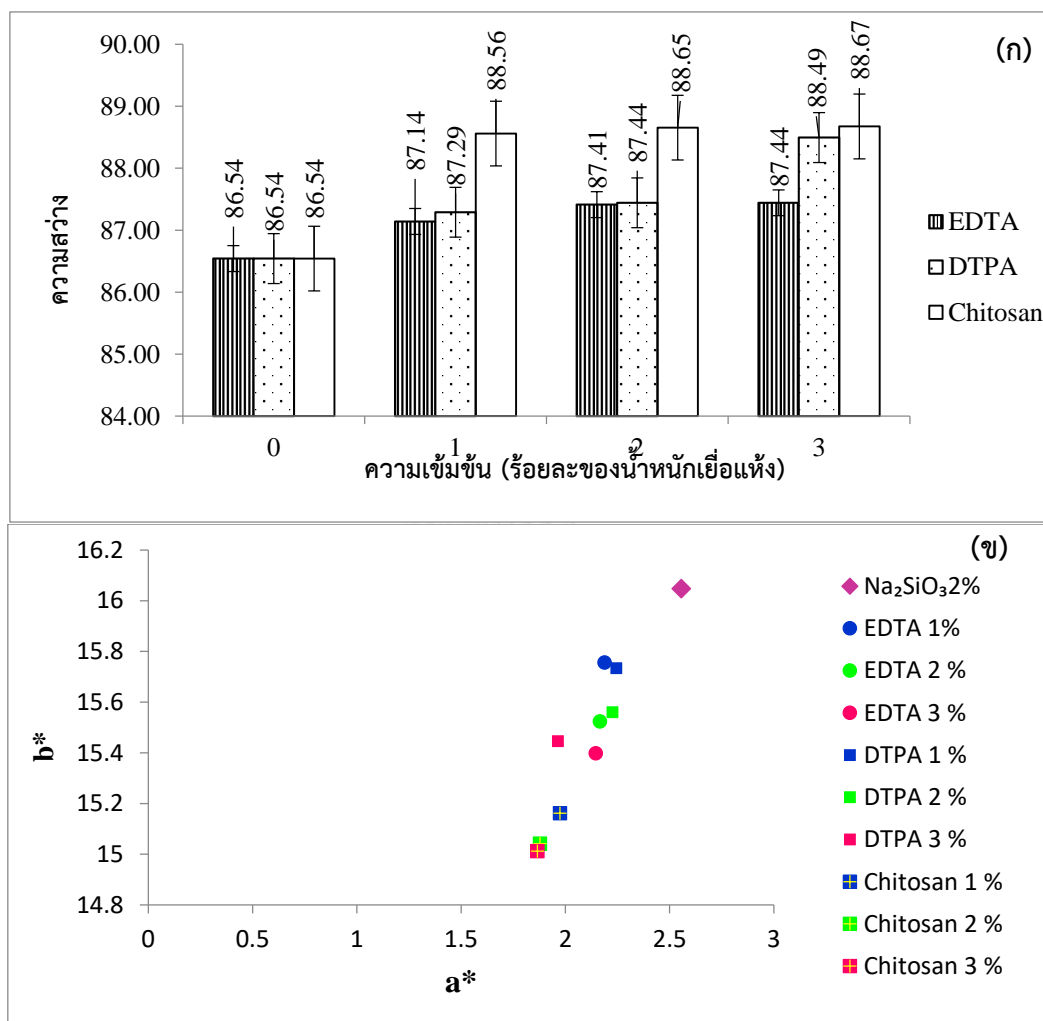 (ก)
90.00
89.00
88.00
87.00
86.00
85.00
84.00
ความสว่าง
86.54
86.54
86.54
87.14
87.29
88.56
87.41
87.44
88.65
87.44
88.49
88.67
EDTA
DTPA
Chitosan
0 1 2 3
ความเข้มข้น (ร้อยละของน้ำหนักเยื่อแห้ง)
(ข)
16.2
16
15.8
15.6
15.4
15.2
15
14.8
b*
0 0.5 1 1.5 2 2.5 3
a*
Na₂SiO₃2%
EDTA 1%
EDTA 2 %
EDTA 3 %
DTPA 1 %
DTPA 2 %
DTPA 3 %
Chitosan 1 %
Chitosan 2 %
Chitosan 3 %